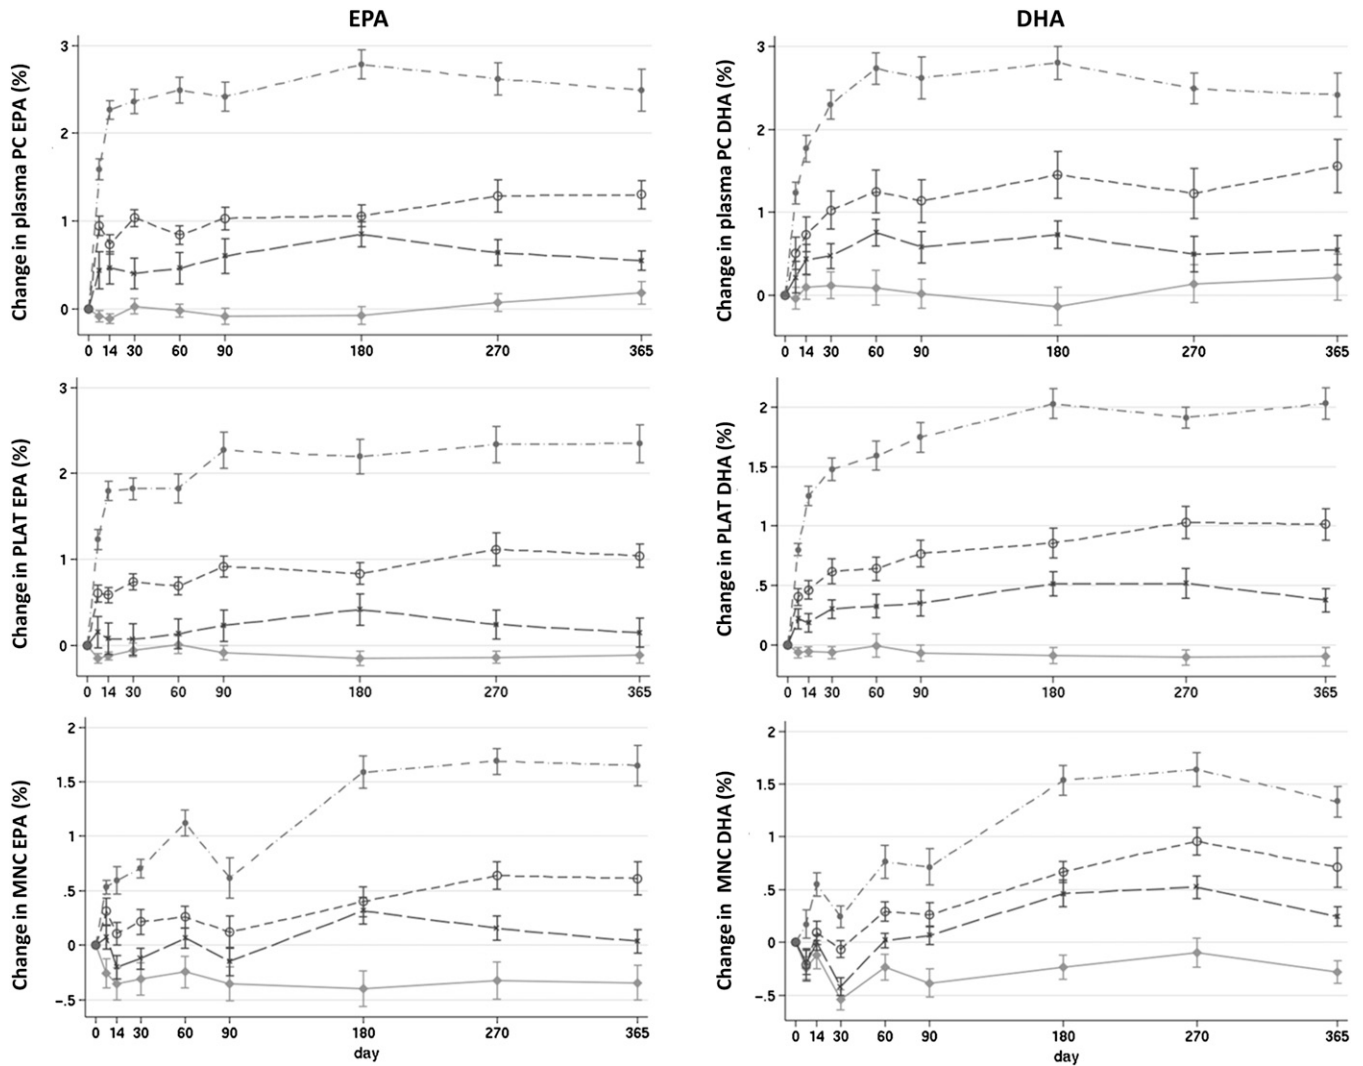 EPA
DHA
Change in plasma PC EPA (%)
3
2
1
0
0 14 30 60 90 180 270 365
Change in plasma PC DHA (%)
3
2
1
0
0 14 30 60 90 180 270 365
Change in PLAT EPA (%)
3
2
1
0
0 14 30 60 90 180 270 365
Change in PLAT DHA (%)
2
1.5
1
.5
0
0 14 30 60 90 180 270 365
Change in MNC EPA (%)
2
1.5
1
.5
0
-.5
0 14 30 60 90 180 270 365
day
Change in MNC DHA (%)
2
1.5
1
.5
0
-.5
0 14 30 60 90 180 270 365
day